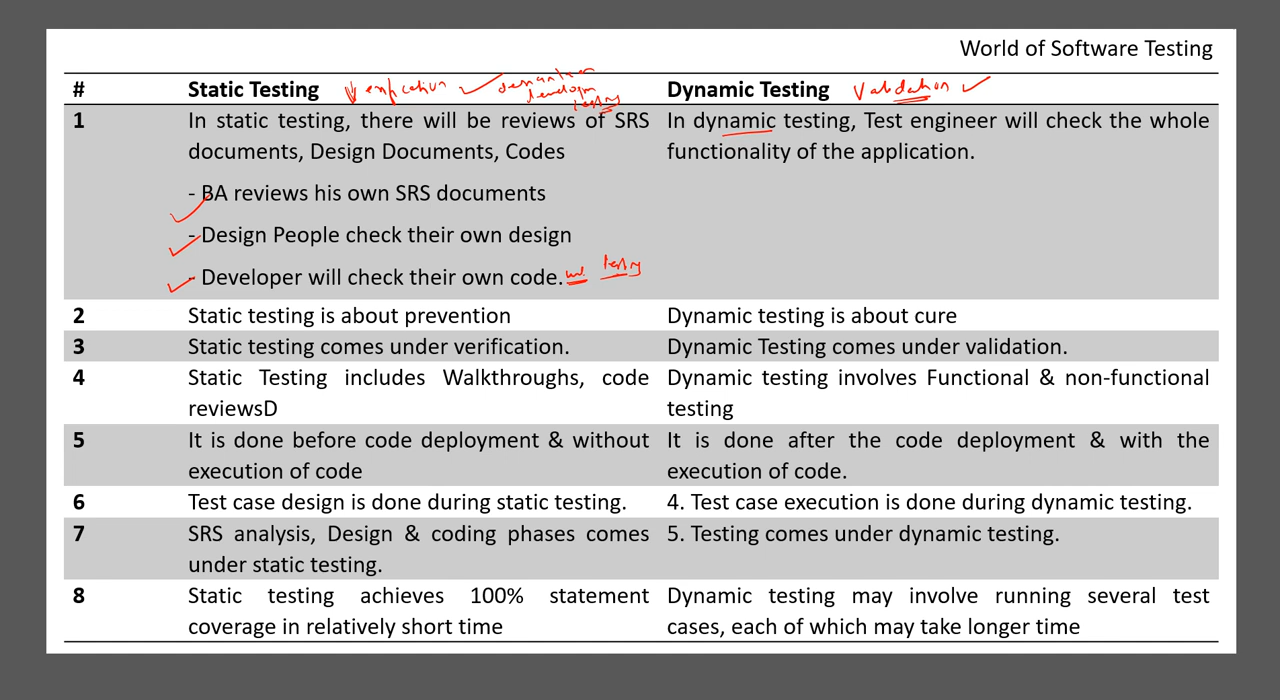 World of Software Testing
# Static Testing Dynamic Testing Validation
1 In static testing, there will be reviews of SRS In dynamic testing, Test engineer will check the whole
documents, Design Documents, Codes functionality of the application.
- BA reviews his own SRS documents
- Design People check their own design
- Developer will check their own code.
2 Static testing is about prevention Dynamic testing is about cure
3 Static testing comes under verification. Dynamic Testing comes under validation.
4 Static Testing includes Walkthroughs, code Dynamic testing involves Functional & non-functional
reviewsD testing
5 It is done before code deployment & without It is done after the code deployment & with the
execution of code execution of code.
6 Test case design is done during static testing. 4. Test case execution is done during dynamic testing.
7 SRS analysis, Design & coding phases comes 5. Testing comes under dynamic testing.
under static testing.
8 Static testing achieves 100% statement Dynamic testing may involve running several test
coverage in relatively short time cases, each of which may take longer time